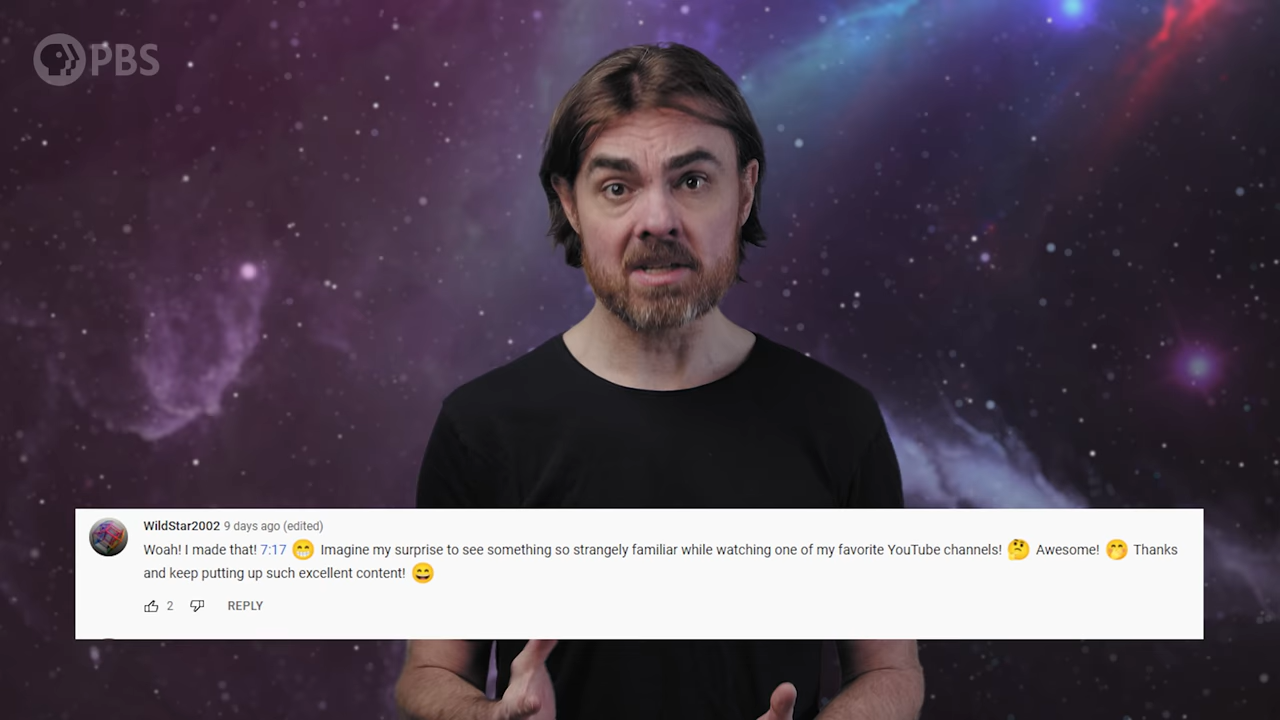 PBS
WildStar2002 9 days ago (edited)
Woah! I made that! 7:17 😁 Imagine my surprise to see something so strangely familiar while watching one of my favorite YouTube channels! 🤔 Awesome! 🤭 Thanks
and keep putting up such excellent content! 😄
2 REPLY